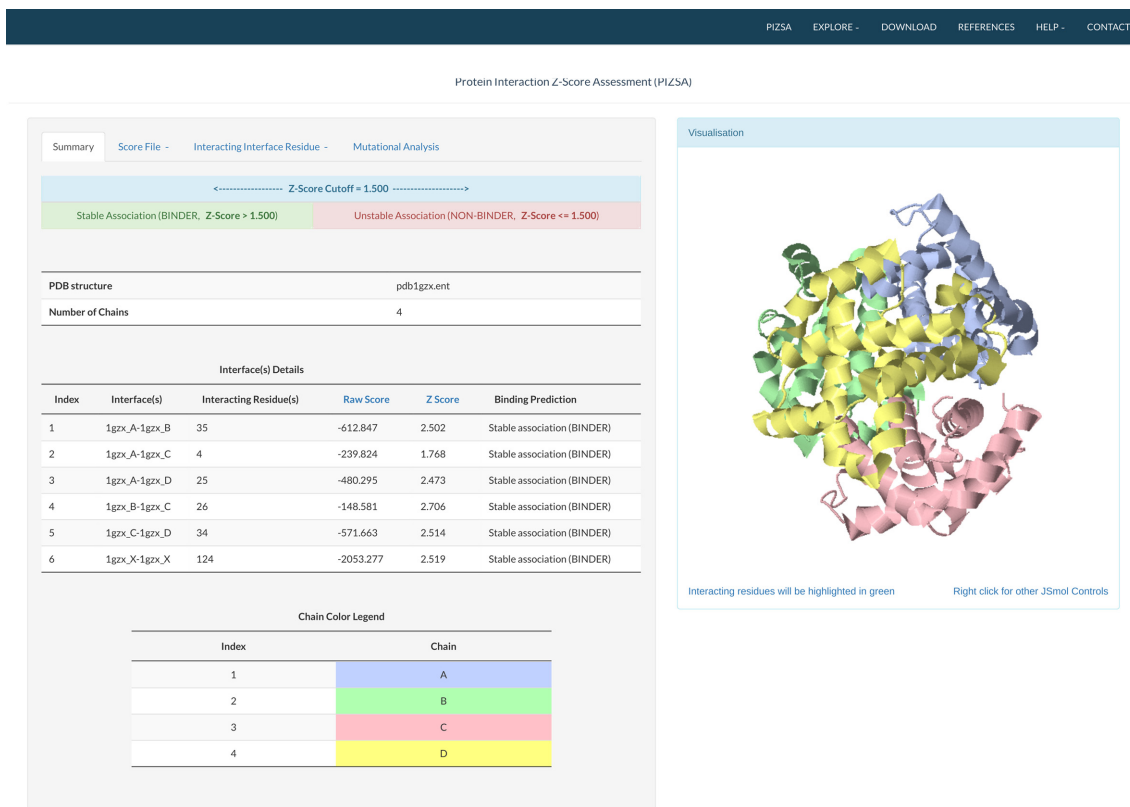 PIZSA EXPLORE - DOWNLOAD REFERENCES HELP - CONTACT
Protein Interaction Z-Score Assessment (PIZSA)
Summary Score File - Interacting Interface Residue - Mutational Analysis
<------------------ Z-Score Cutoff = 1.500 -------------------->
Stable Association (BINDER, Z-Score > 1.500) Unstable Association (NON-BINDER, Z-Score <= 1.500)
PDB structure pdb1gzx.ent
Number of Chains 4
Interface(s) Details
Index Interface(s) Interacting Residue(s) Raw Score Z Score Binding Prediction
1 1gzx_A-1gzx_B 35 -612.847 2.502 Stable association (BINDER)
2 1gzx_A-1gzx_C 4 -239.824 1.768 Stable association (BINDER)
3 1gzx_A-1gzx_D 25 -480.295 2.473 Stable association (BINDER)
4 1gzx_B-1gzx_C 26 -148.581 2.706 Stable association (BINDER)
5 1gzx_C-1gzx_D 34 -571.663 2.514 Stable association (BINDER)
6 1gzx_X-1gzx_X 124 -2053.277 2.519 Stable association (BINDER)
Chain Color Legend
Index Chain
1 A
2 B
3 C
4 D
Visualisation
Interacting residues will be highlighted in green Right click for other JSmol Controls